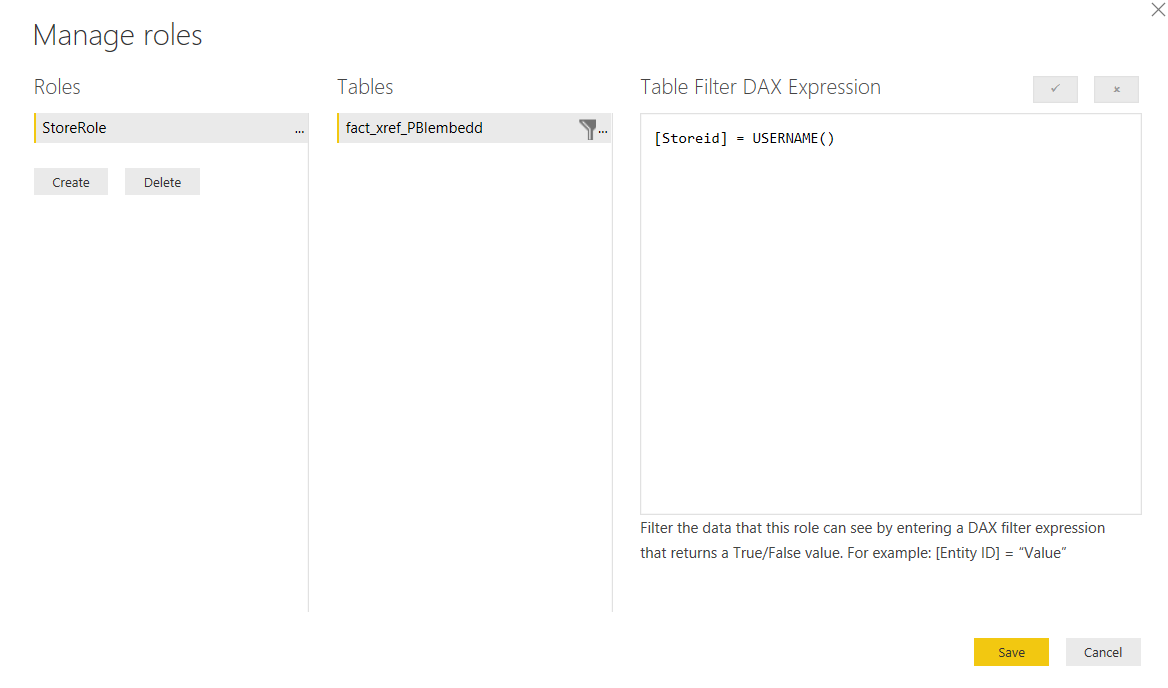 Manage roles
Roles
Tables
Table Filter DAX Expression
StoreRole
...
fact_xref_PBIembedd
...
[Storeid] = USERNAME()
Create
Delete
Filter the data that this role can see by entering a DAX filter expression
that returns a True/False value. For example: [Entity ID] = “Value”
Save
Cancel